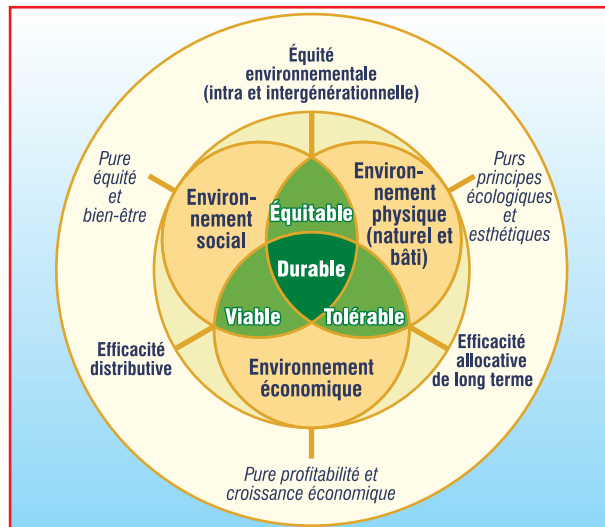 Équité
environnementale
(intra et intergénérationnelle)
Pure
équité
et
bien-être
Purs
principes
écologiques
et
esthétiques
Environ-
nement
social
Environ-
nement
physique
(naturel et
bâti)
Équitable
Durable
Viable
Tolérable
Efficacité
distributive
Environnement
économique
Efficacité
allocative
de long terme
Pure profitabilité et
croissance économique